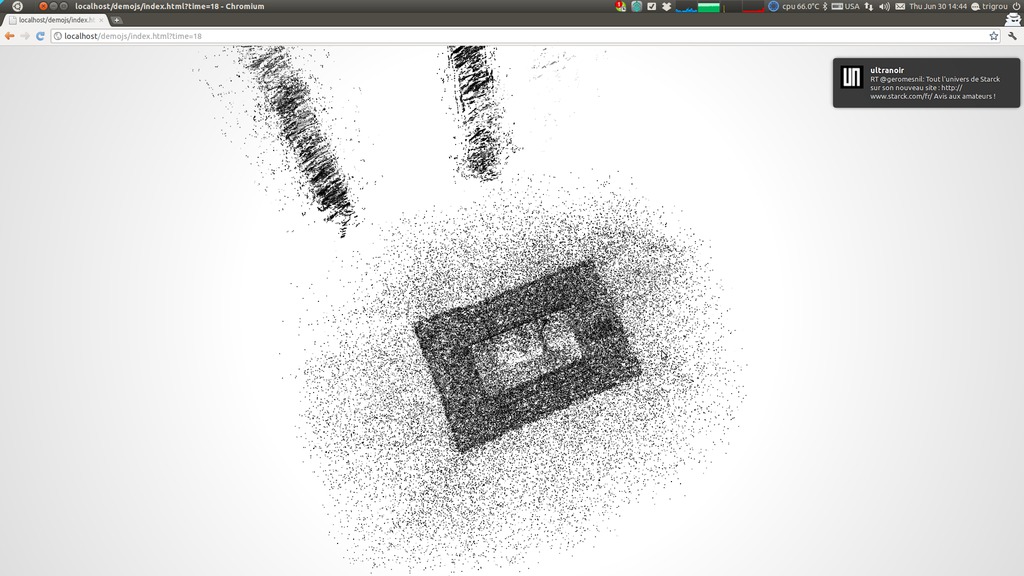 localhost/demojs/index.html?time=18 - Chromium
cpu 66.0°C
USA
Thu Jun 30 14:44
trigrou
localhost/demojs/index.ht
localhost/demojs/index.html?time=18
un
ultranoir
RT @geromesnil: Tout l'univers de Starck
sur son nouveau site : http://
www.starck.com/fr/ Avis aux amateurs !